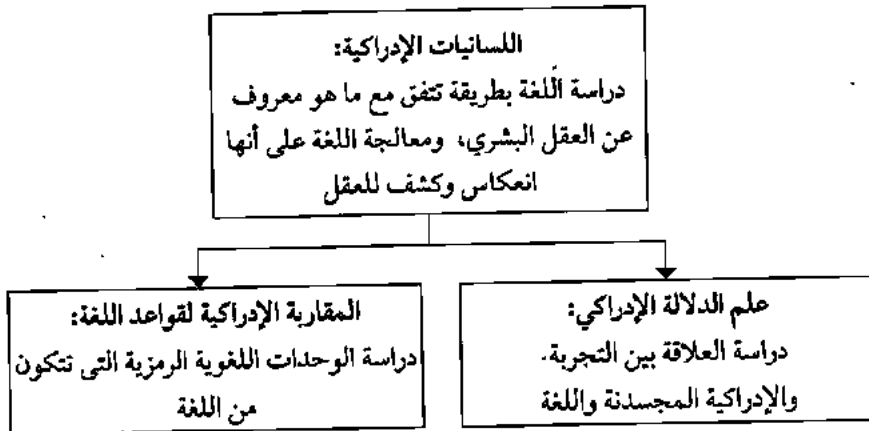 اللسانيات الإدراكية:
دراسة اللغة بطريقة تتفق مع ما هو معروف
عن العقل البشري، ومعالجة اللغة على أنها
انعكاس وكشف للعقل
علم الدلالة الإدراكي:
دراسة العلاقة بين التجربة.
والإدراكية المجسدنة واللغة
المقاربة الإدراكية لقواعد اللغة:
دراسة الوحدات اللغوية الرمزية التي تتكون
من اللغة